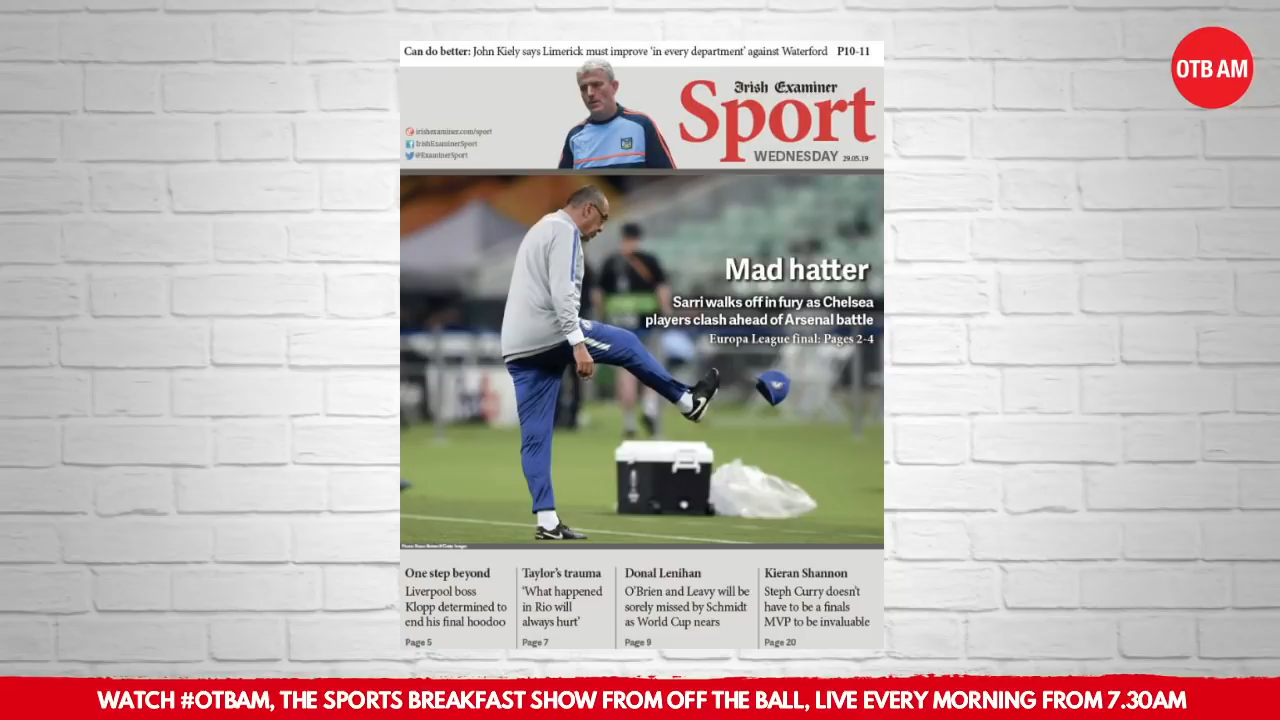 Can do better: John Kiely says Limerick must improve 'in every department' against Waterford P10-11
OTB AM
Irish Examiner
Sport
WEDNESDAY 29.05.19
irishexaminer.com/sport
IrishExaminerSport
@ExaminerSport
Mad hatter
Sarri walks off in fury as Chelsea
players clash ahead of Arsenal battle
Europa League final: Pages 2-4
One step beyond
Liverpool boss
Klopp determined to
end his final hoodoo
Page 5
Taylor's trauma
'What happened
in Rio will
always hurt'
Page 7
Donal Lenihan
O'Brien and Leavy will be
sorely missed by Schmidt
as World Cup nears
Page 9
Kieran Shannon
Steph Curry doesn't
have to be a finals
MVP to be invaluable
Page 20
WATCH #OTBAM, THE SPORTS BREAKFAST SHOW FROM OFF THE BALL, LIVE EVERY MORNING FROM 7.30AM